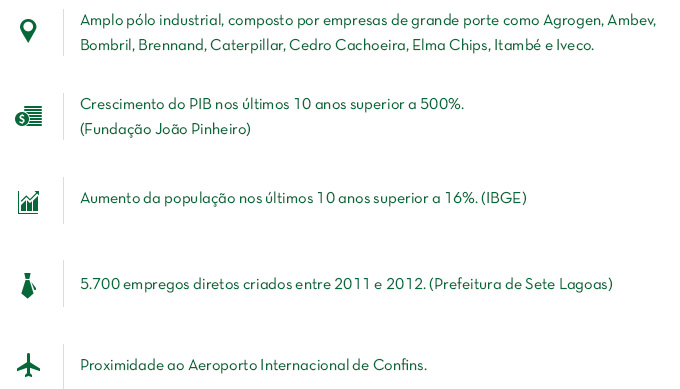 Amplo pólo industrial, composto por empresas de grande porte como Agrogen, Ambev,
Bombril, Brennand, Caterpillar, Cedro Cachoeira, Elma Chips, Itambé e Iveco.
Crescimento do PIB nos últimos 10 anos superior a 500%.
(Fundação João Pinheiro)
Aumento da população nos últimos 10 anos superior a 16%. (IBGE)
5.700 empregos diretos criados entre 2011 e 2012. (Prefeitura de Sete Lagoas)
Proximidade ao Aeroporto Internacional de Confins.